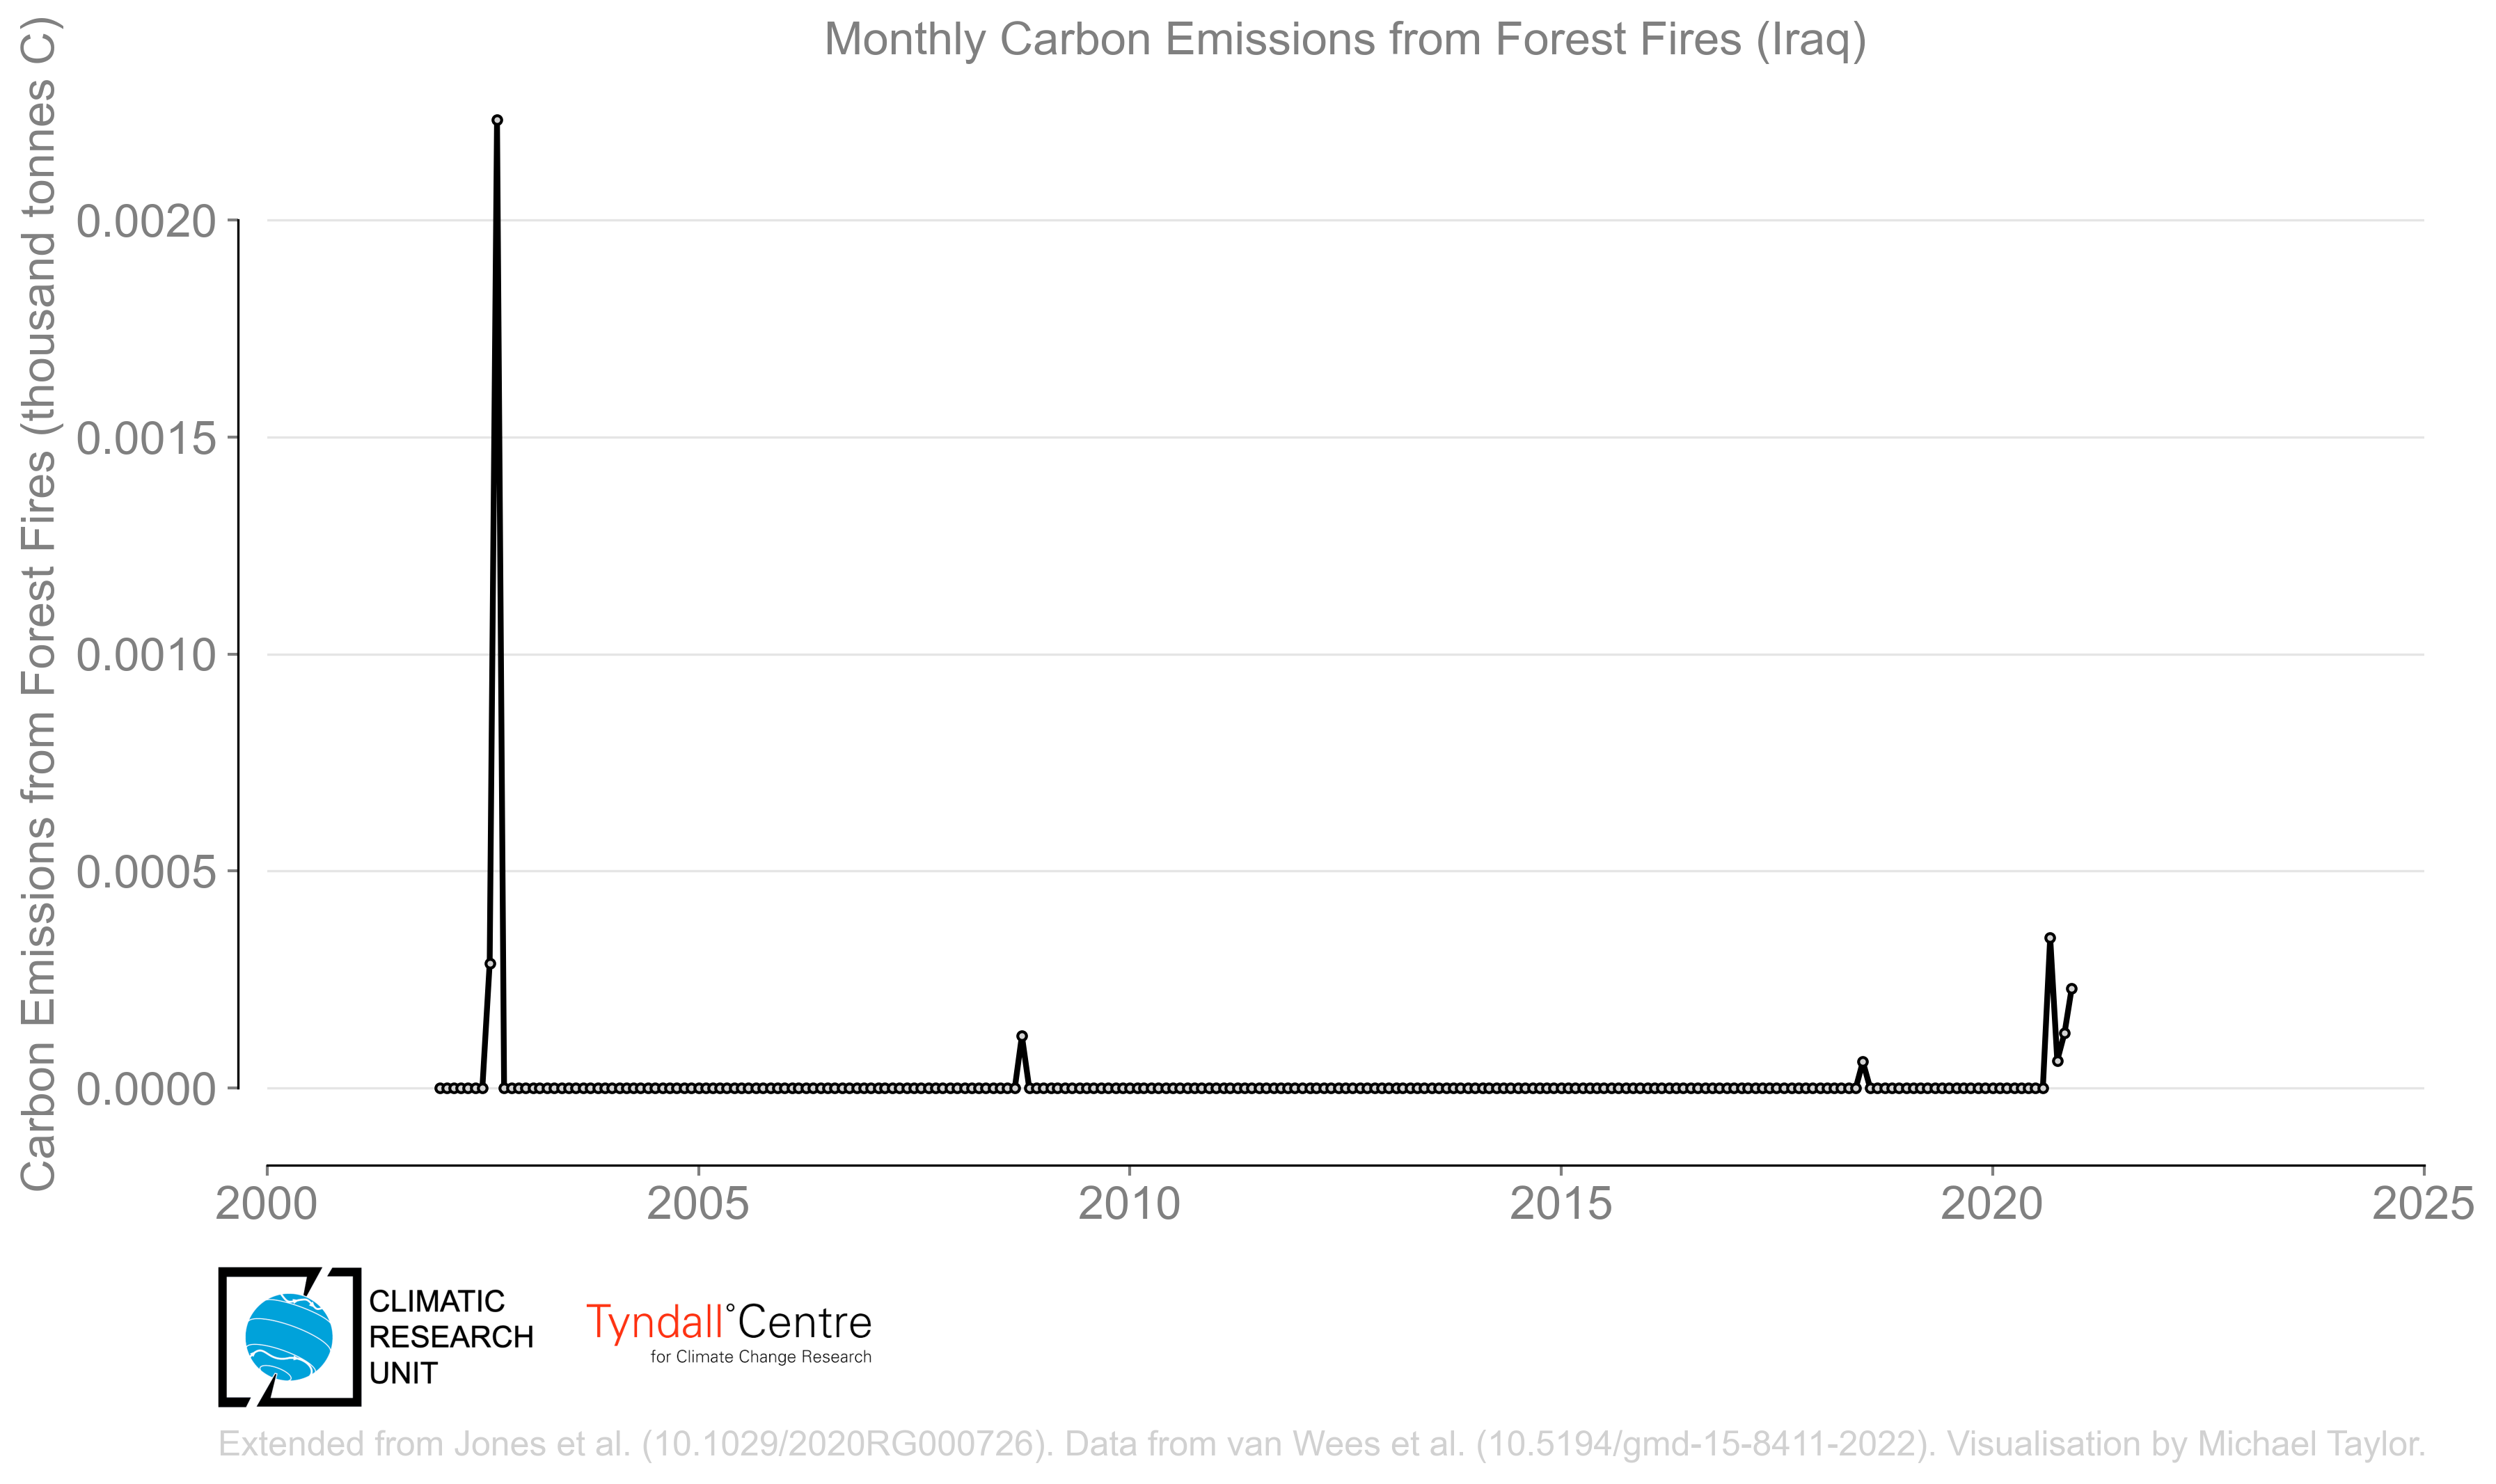 Monthly Carbon Emissions from Forest Fires (Iraq)
Carbon Emissions from Forest Fires (thousand tonnes C)
0.0020
0.0015
0.0010
0.0005
0.0000
2000 2005 2010 2015 2020 2025
CLIMATIC
RESEARCH
UNIT
Tyndall°Centre
for Climate Change Research
Extended from Jones et al. (10.1029/2020RG000726). Data from van Wees et al. (10.5194/gmd-15-8411-2022). Visualisation by Michael Taylor.